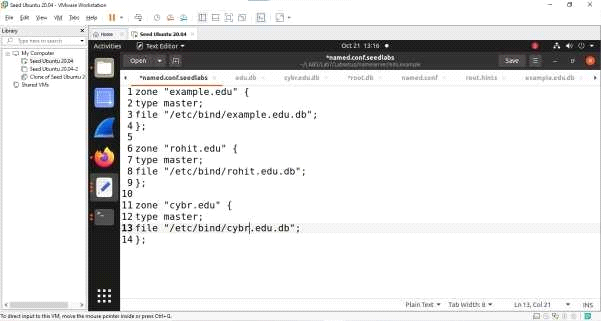 Seed Ubuntu 20.04 - VMware Workstation
File Edit View VM Tabs Help
Library
Type here to search
My Computer
Seed Ubuntu 20.04
Seed Ubuntu 20.04-2
Clone of Seed Ubuntu 2
Shared VMs
Home
Seed Ubuntu 20.04
Activities
Text Editor
Oct 21 13:16
Open
*named.conf.seedlabs
Save
*named.conf.seedlabs
edu.db
cybr.edu.db
*root.db
named.conf
root.hints
example.edu.db
1 zone "example.edu" {
2 type master;
3 file "/etc/bind/example.edu.db";
4 };
5
6 zone "rohit.edu" {
7 type master;
8 file "/etc/bind/rohit.edu.db";
9 };
10
11 zone "cybr.edu" {
12 type master;
13 file "/etc/bind/cybr.edu.db";
14 };
Plain Text
Tab Width: 8
Ln 13, Col 21
INS
To direct input to this VM, move the mouse pointer inside or press Ctrl+G.